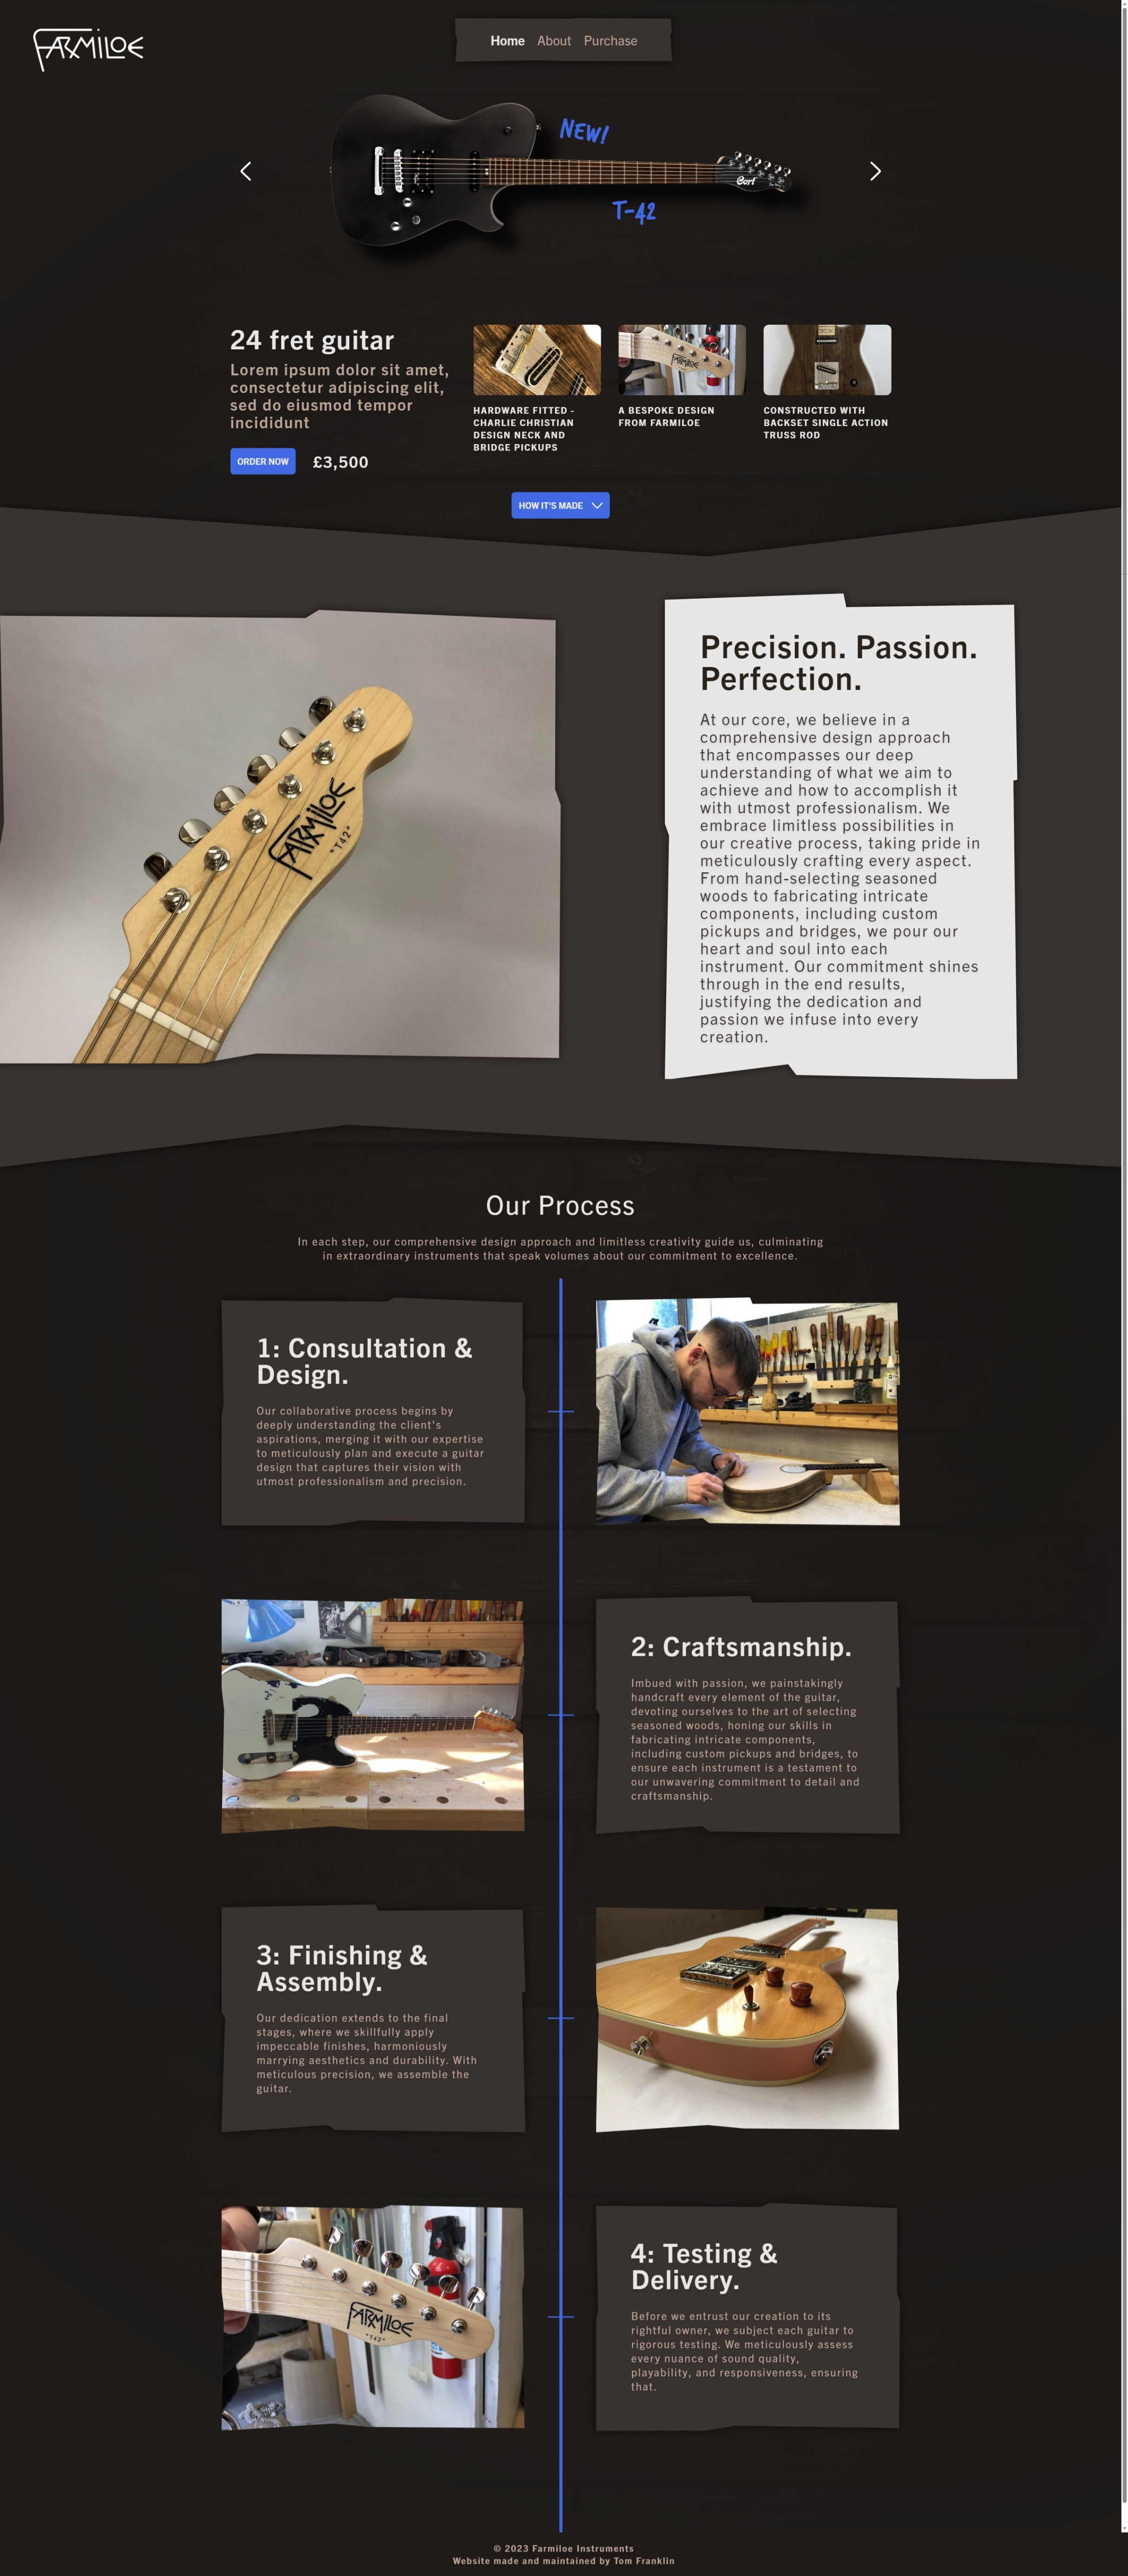 FARMILOE
Home About Purchase
NEW!
Cort
T-42
24 fret guitar
Lorem ipsum dolor sit amet,
consectetur adipiscing elit,
sed do eiusmod tempor
incididunt
ORDER NOW £3,500
FARMILOE
HARDWARE FITTED -
CHARLIE CHRISTIAN
DESIGN NECK AND
BRIDGE PICKUPS
A BESPOKE DESIGN
FROM FARMILOE
CONSTRUCTED WITH
BACKSET SINGLE ACTION
TRUSS ROD
HOW IT'S MADE
FARMILOE
"T42"
Precision. Passion.
Perfection.
At our core, we believe in a
comprehensive design approach
that encompasses our deep
understanding of what we aim to
achieve and how to accomplish it
with utmost professionalism. We
embrace limitless possibilities in
our creative process, taking pride in
meticulously crafting every aspect.
From hand-selecting seasoned
woods to fabricating intricate
components, including custom
pickups and bridges, we pour our
heart and soul into each
instrument. Our commitment shines
through in the end results,
justifying the dedication and
passion we infuse into every
creation.
Our Process
In each step, our comprehensive design approach and limitless creativity guide us, culminating
in extraordinary instruments that speak volumes about our commitment to excellence.
1: Consultation &
Design.
Our collaborative process begins by
deeply understanding the client's
aspirations, merging it with our expertise
to meticulously plan and execute a guitar
design that captures their vision with
utmost professionalism and precision.
2: Craftsmanship.
Imbued with passion, we painstakingly
handcraft every element of the guitar,
devoting ourselves to the art of selecting
seasoned woods, honing our skills in
fabricating intricate components,
including custom pickups and bridges, to
ensure each instrument is a testament to
our unwavering commitment to detail and
craftsmanship.
3: Finishing &
Assembly.
Our dedication extends to the final
stages, where we skillfully apply
impeccable finishes, harmoniously
marrying aesthetics and durability. With
meticulous precision, we assemble the
guitar.
FARMILOE
"T42"
4: Testing &
Delivery.
Before we entrust our creation to its
rightful owner, we subject each guitar to
rigorous testing. We meticulously assess
every nuance of sound quality,
playability, and responsiveness, ensuring
that.
© 2023 Farmiloe Instruments
Website made and maintained by Tom Franklin